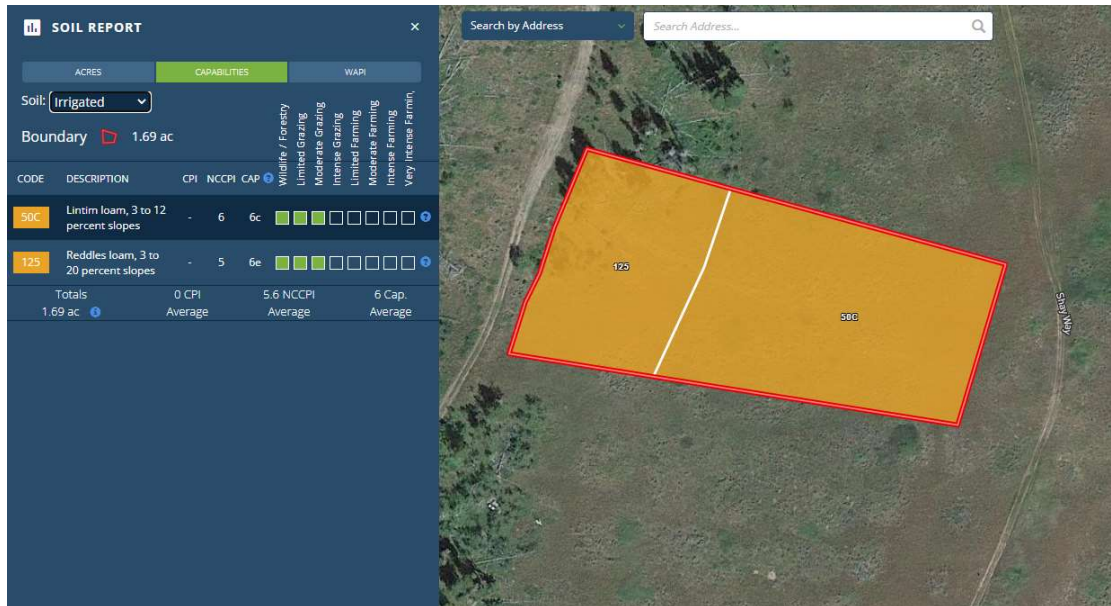 SOIL REPORT ×
ACRES CAPABILITIES WAPI
Soil: Irrigated
Boundary 1.69 ac
CODE DESCRIPTION CPI NCCPI CAP ? Wildlife / Forestry Limited Grazing Moderate Grazing Intense Grazing Limited Farming Moderate Farming Intense Farming Very Intense Farmin,
50C Lintim loam, 3 to 12 - 6 6c ?
percent slopes
125 Reddles loam, 3 to - 5 6e ?
20 percent slopes
Totals 0 CPI 5.6 NCCPI 6 Cap.
1.69 ac i Average Average Average
Search by Address Search Address...
125
50C
Shay Way